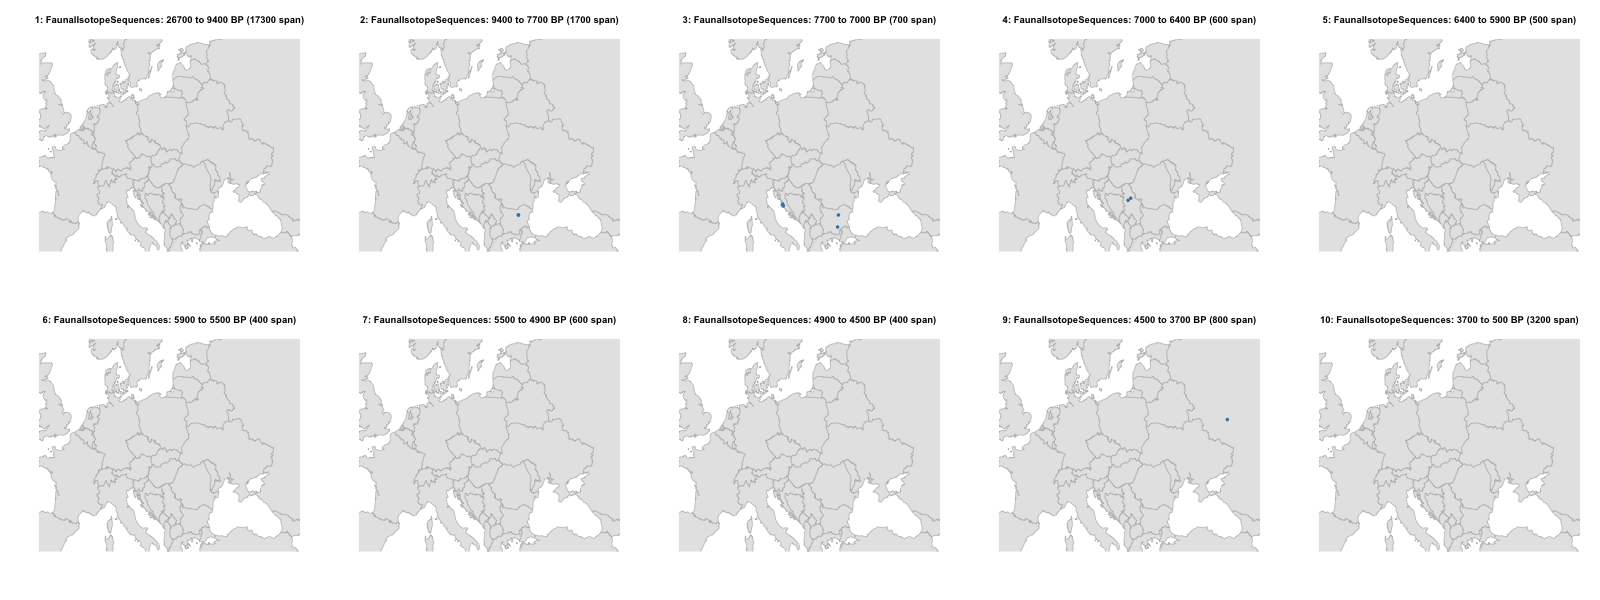 1: FaunalIsotopeSequences: 26700 to 9400 BP (17300 span)
2: FaunalIsotopeSequences: 9400 to 7700 BP (1700 span)
3: FaunalIsotopeSequences: 7700 to 7000 BP (700 span)
4: FaunalIsotopeSequences: 7000 to 6400 BP (600 span)
5: FaunalIsotopeSequences: 6400 to 5900 BP (500 span)
6: FaunalIsotopeSequences: 5900 to 5500 BP (400 span)
7: FaunalIsotopeSequences: 5500 to 4900 BP (600 span)
8: FaunalIsotopeSequences: 4900 to 4500 BP (400 span)
9: FaunalIsotopeSequences: 4500 to 3700 BP (800 span)
10: FaunalIsotopeSequences: 3700 to 500 BP (3200 span)